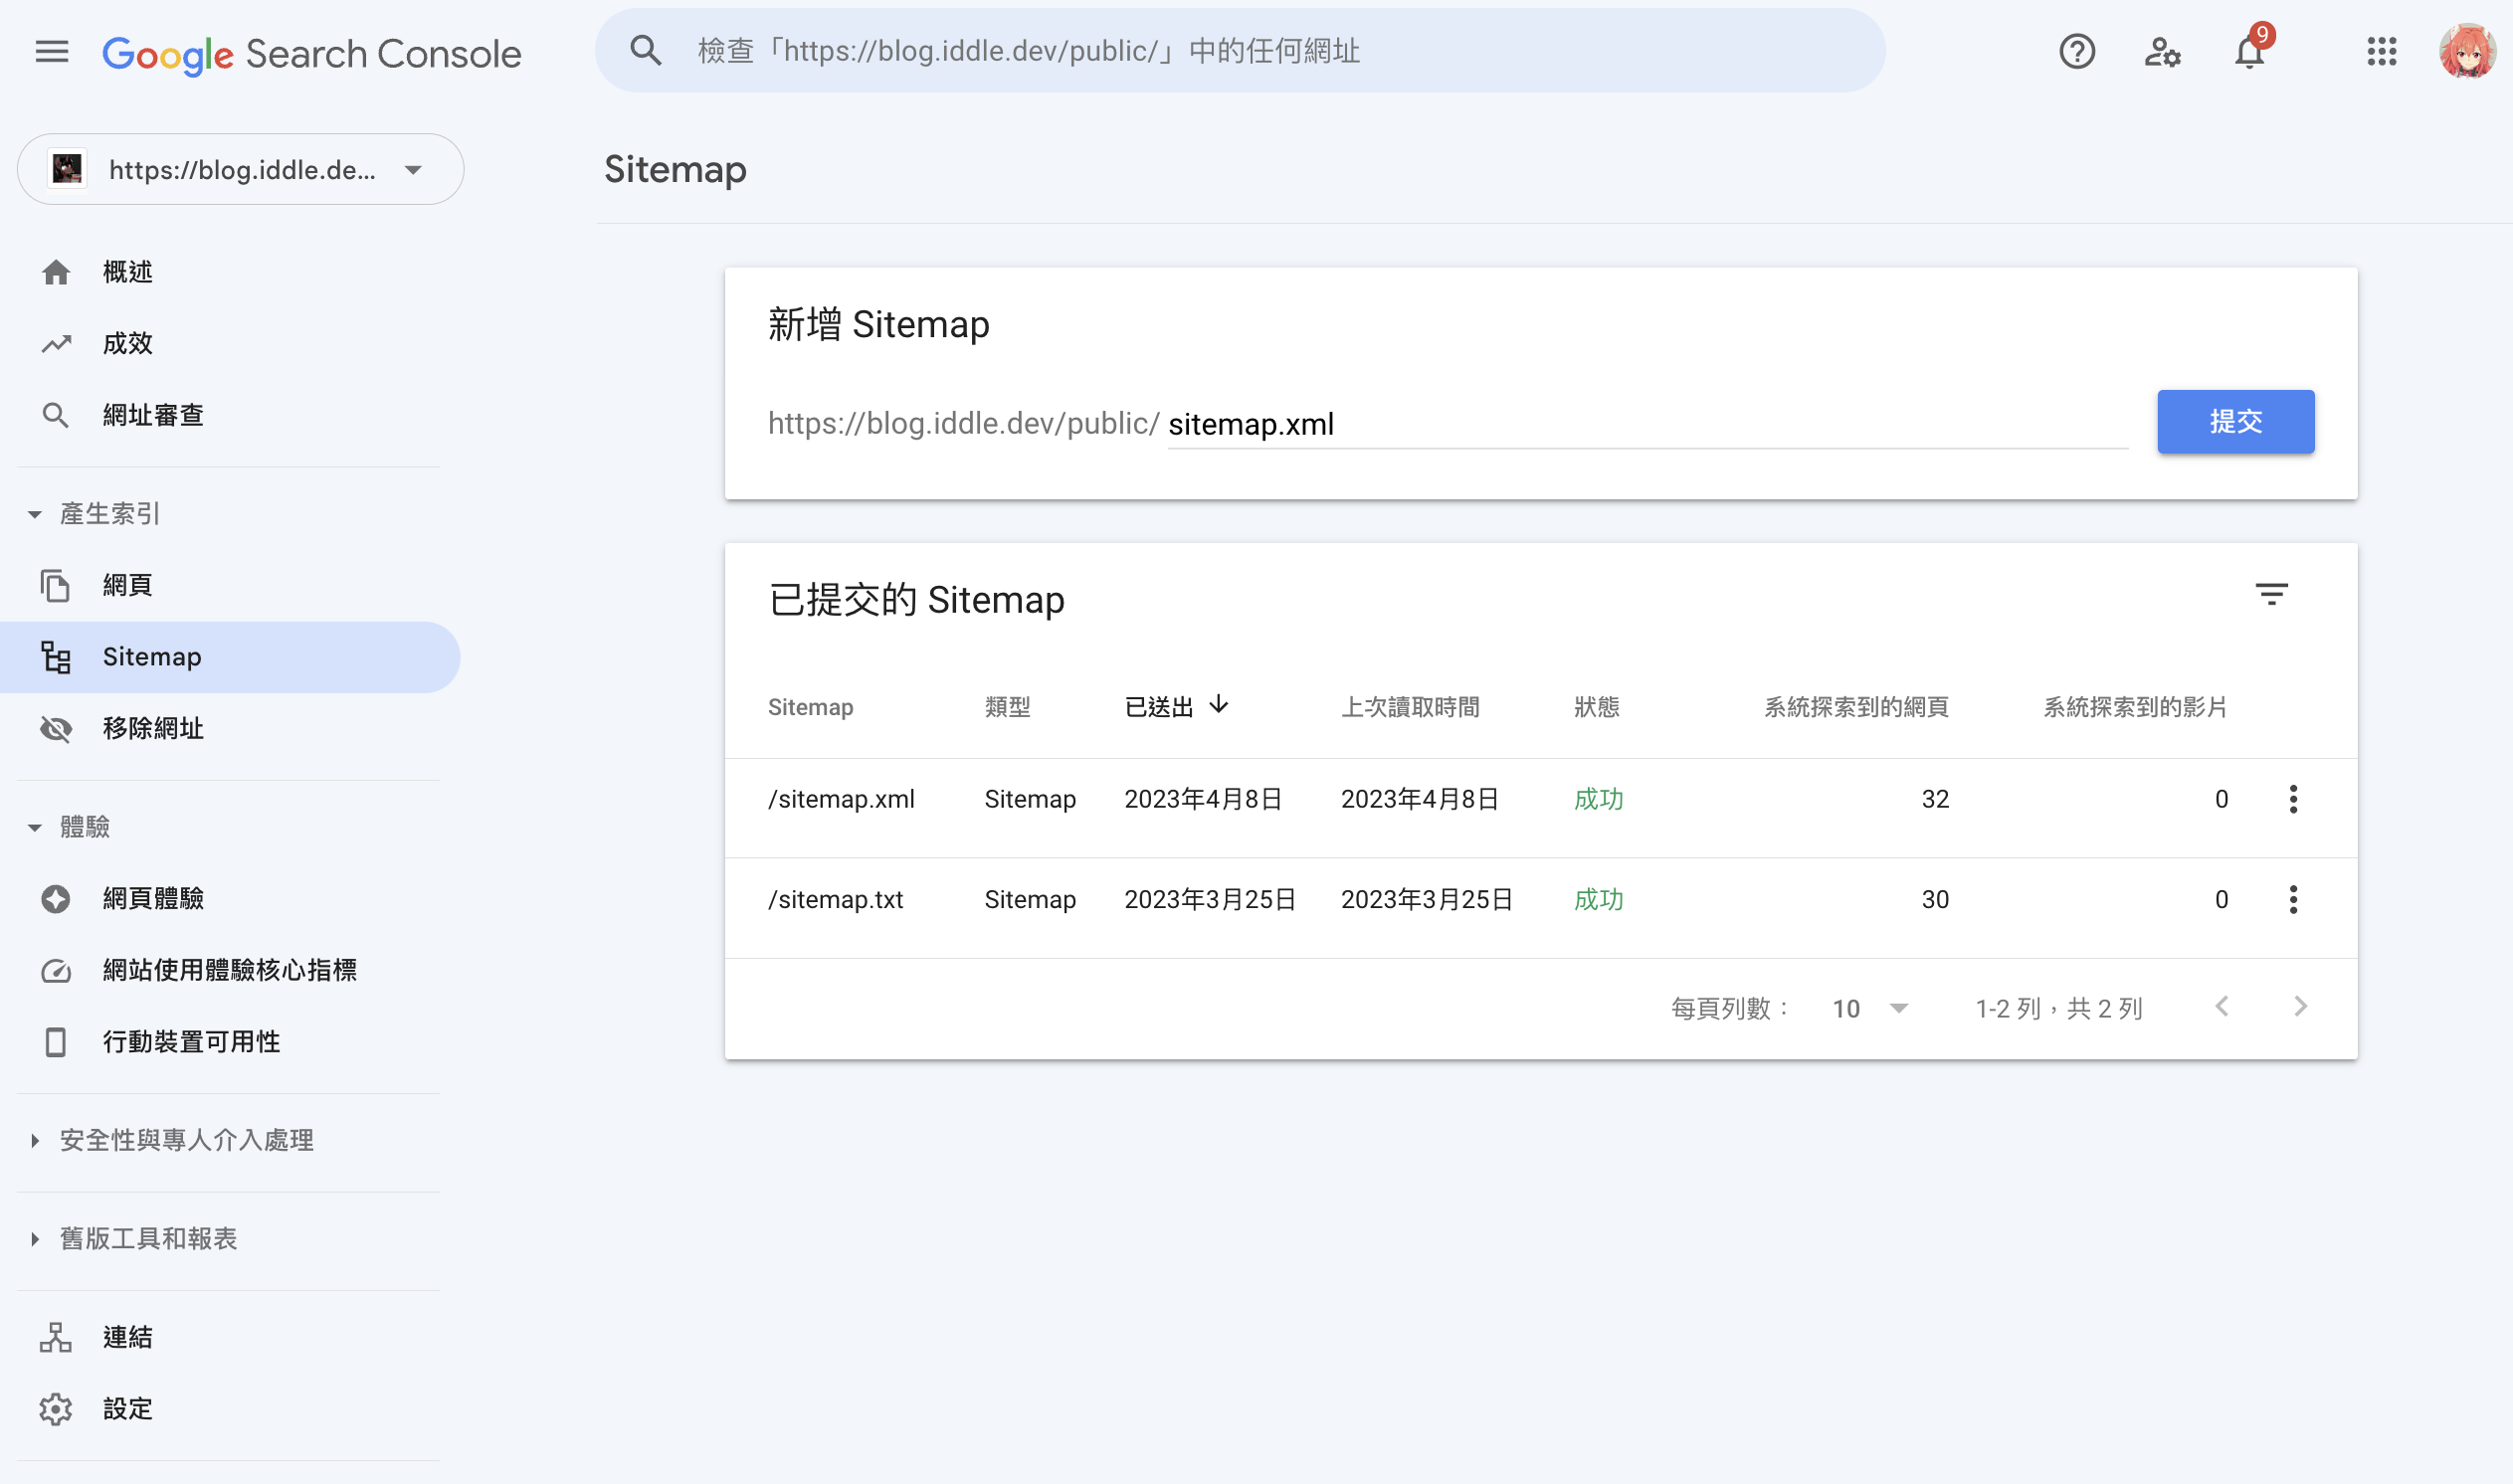 Google Search Console
檢查「https://blog.iddle.dev/public/」中的任何網址
9
https://blog.iddle.de...
概述
成效
網址審查
產生索引
網頁
Sitemap
移除網址
體驗
網頁體驗
網站使用體驗核心指標
行動裝置可用性
安全性與專人介入處理
舊版工具和報表
連結
設定
Sitemap
新增 Sitemap
https://blog.iddle.dev/public/ sitemap.xml
提交
已提交的 Sitemap
Sitemap 類型 已送出 上次讀取時間 狀態 系統探索到的網頁 系統探索到的影片
/sitemap.xml Sitemap 2023年4月8日 2023年4月8日 成功 32 0
/sitemap.txt Sitemap 2023年3月25日 2023年3月25日 成功 30 0
每頁列數： 10 1-2 列，共 2 列